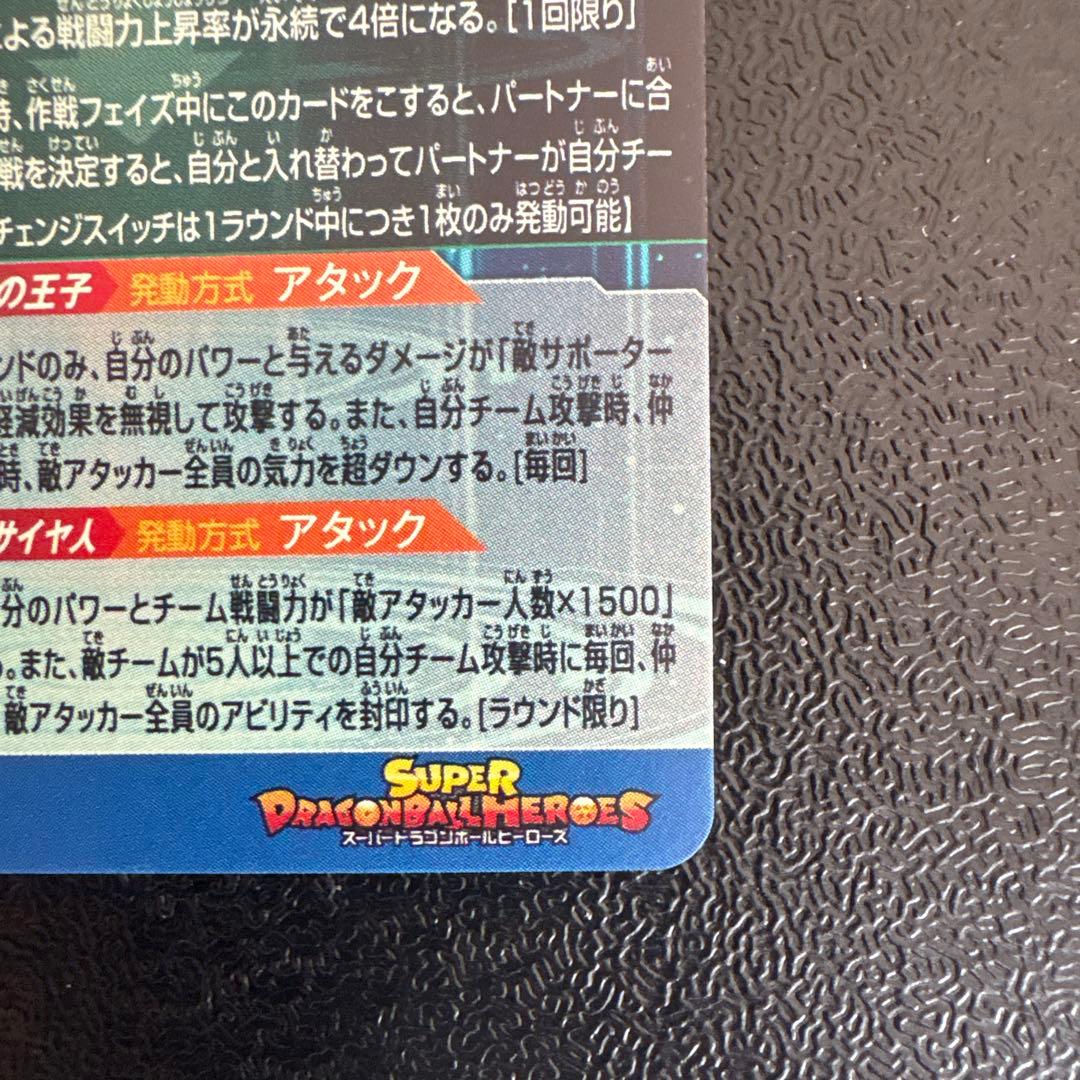 による戦闘力上昇率が永続で4倍になる。[1回限り]
時、作戦フェイズ中にこのカードをこすると、パートナーに合
戦を決定すると、自分と入れ替わってパートナーが自分チー
チェンジスイッチは1ラウンド中につき1枚のみ発動可能】
の王子 発動方式 アタック
ンドのみ、自分のパワーと与えるダメージが「敵サポーター
軽減効果を無視して攻撃する。また、自分チーム攻撃時、仲
時、敵アタッカー全員の気力を超ダウンする。[毎回]
サイヤ人 発動方式 アタック
分のパワーとチーム戦闘力が「敵アタッカー人数×1500」
。また、敵チームが5人以上での自分チーム攻撃時に毎回、仲
敵アタッカー全員のアビリティを封印する。[ラウンド限り]
SUPER
DRAGONBALL HEROES
スーパードラゴンボールヒーローズ